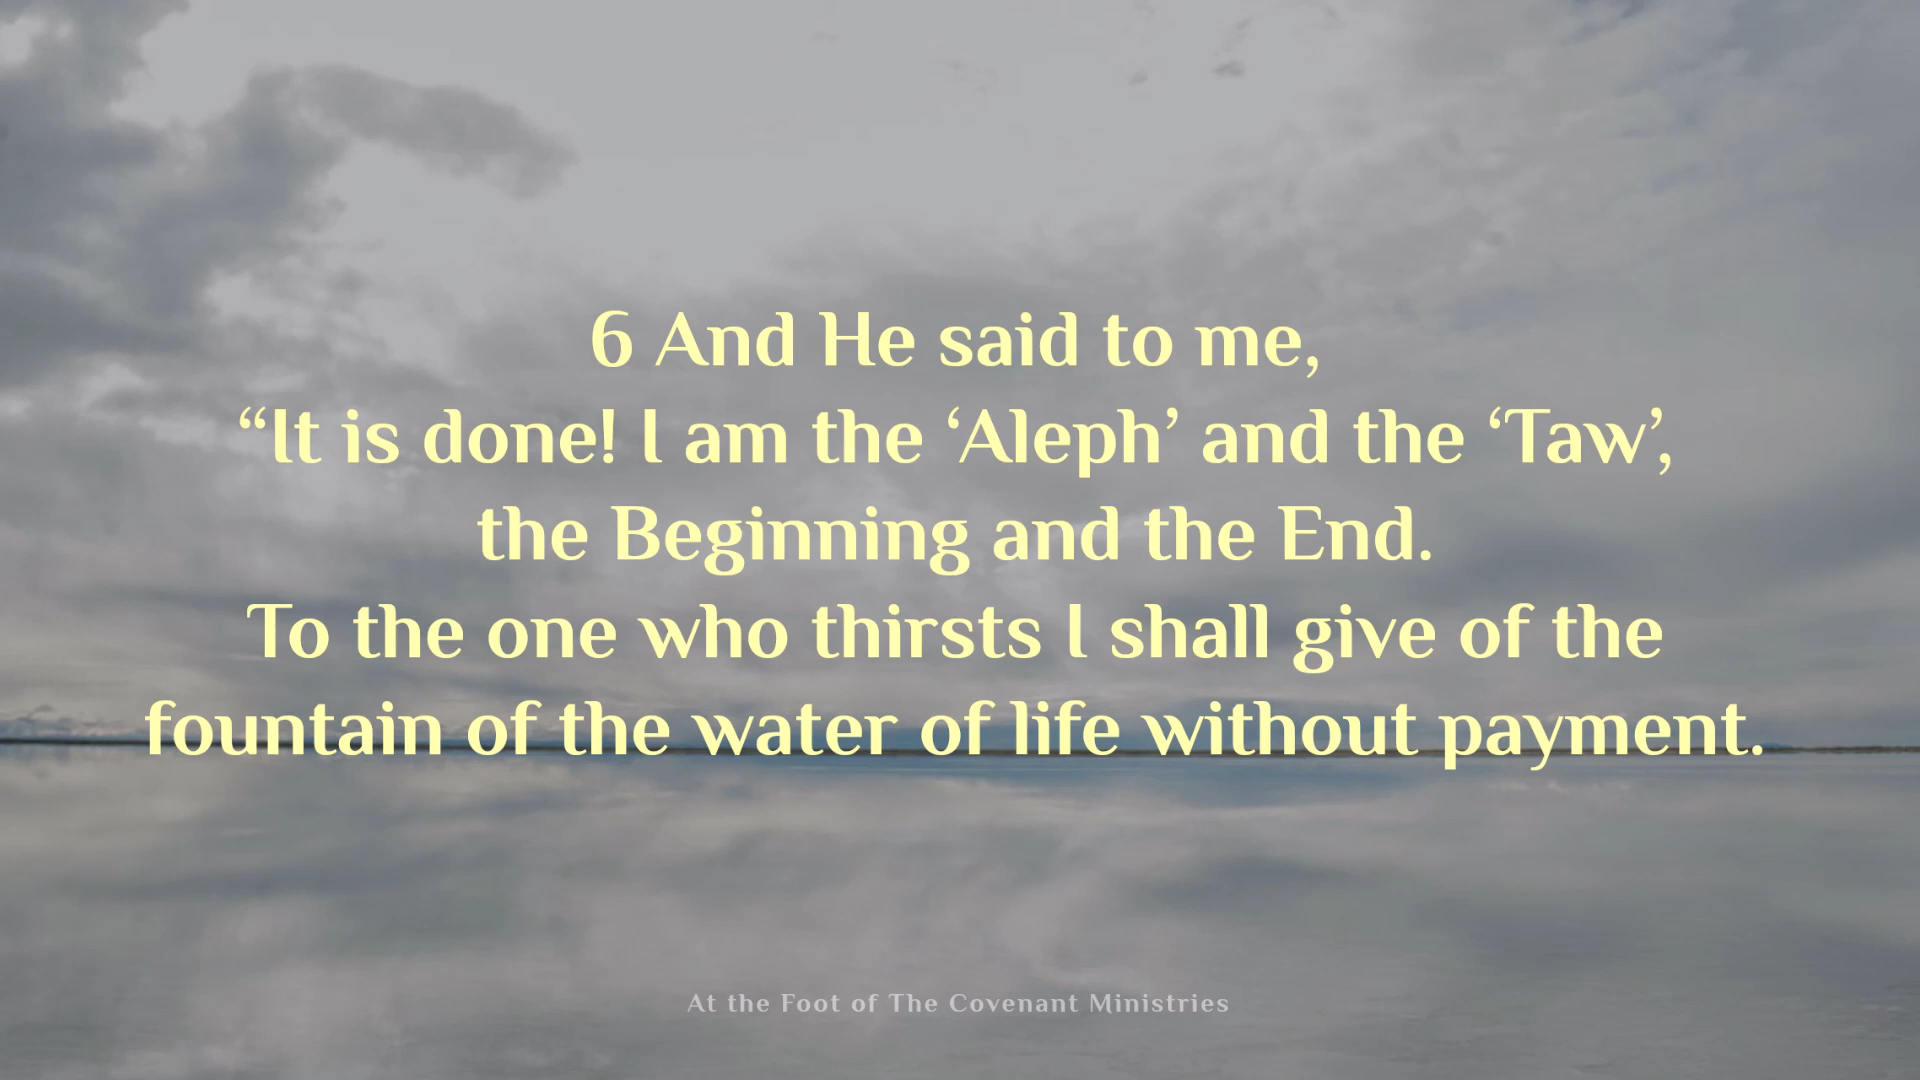 6 And He said to me,
“It is done! I am the ‘Aleph’ and the ‘Taw’,
the Beginning and the End.
To the one who thirsts I shall give of the
fountain of the water of life without payment.
At the Foot of The Covenant Ministries